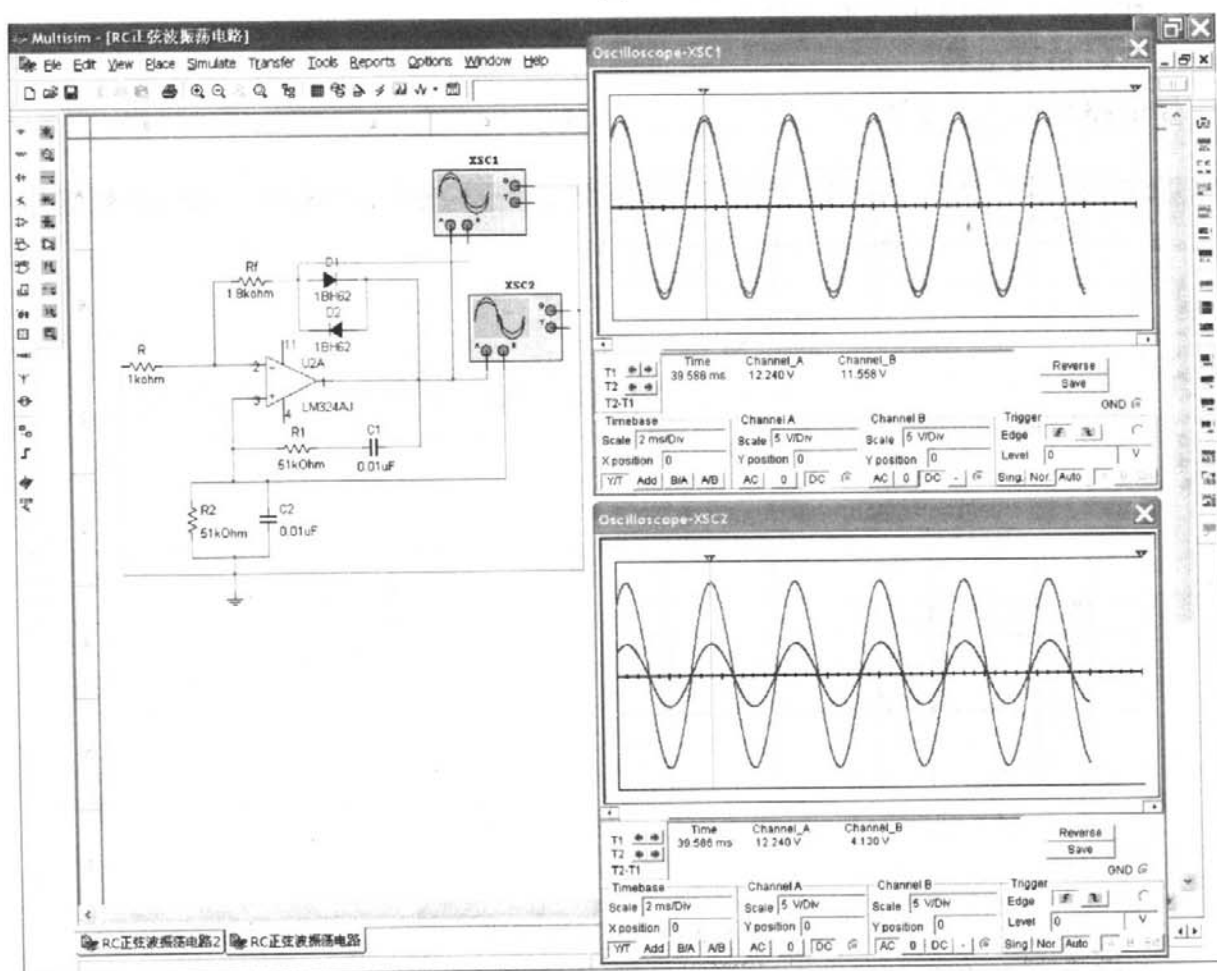 Multisim - [RC正弦波振荡电路]
File Edit View Place Simulate Transfer Tools Reports Options Window Help
XSC1
Rf
1.8kohm
D1
1BH62
D2
1BH62
XSC2
R
1kohm
11
2
U2A
1
3
LM324AJ
4
R1
51kOhm
C1
0.01uF
R2
51kOhm
C2
0.01uF
RC正弦波振荡电路2
RC正弦波振荡电路
Oscilloscope-XSC1
Time Channel_A Channel_B
T1 39.586 ms 12.240 V 11.558 V
T2
T2-T1
Reverse
Save
GND
Timebase Channel A Channel B Trigger
Scale 2 ms/Div Scale 5 V/Div Scale 5 V/Div Edge
X position 0 Y position 0 Y position 0 Level 0 V
Y/T Add B/A A/B AC 0 DC AC 0 DC - Sing. Nor. Auto
Oscilloscope-XSC2
Time Channel_A Channel_B
T1 39.586 ms 12.240 V 4.130 V
T2
T2-T1
Reverse
Save
GND
Timebase Channel A Channel B Trigger
Scale 2 ms/Div Scale 5 V/Div Scale 5 V/Div Edge
X position 0 Y position 0 Y position 0 Level 0 V
Y/T Add B/A A/B AC 0 DC AC 0 DC - Sing. Nor. Auto